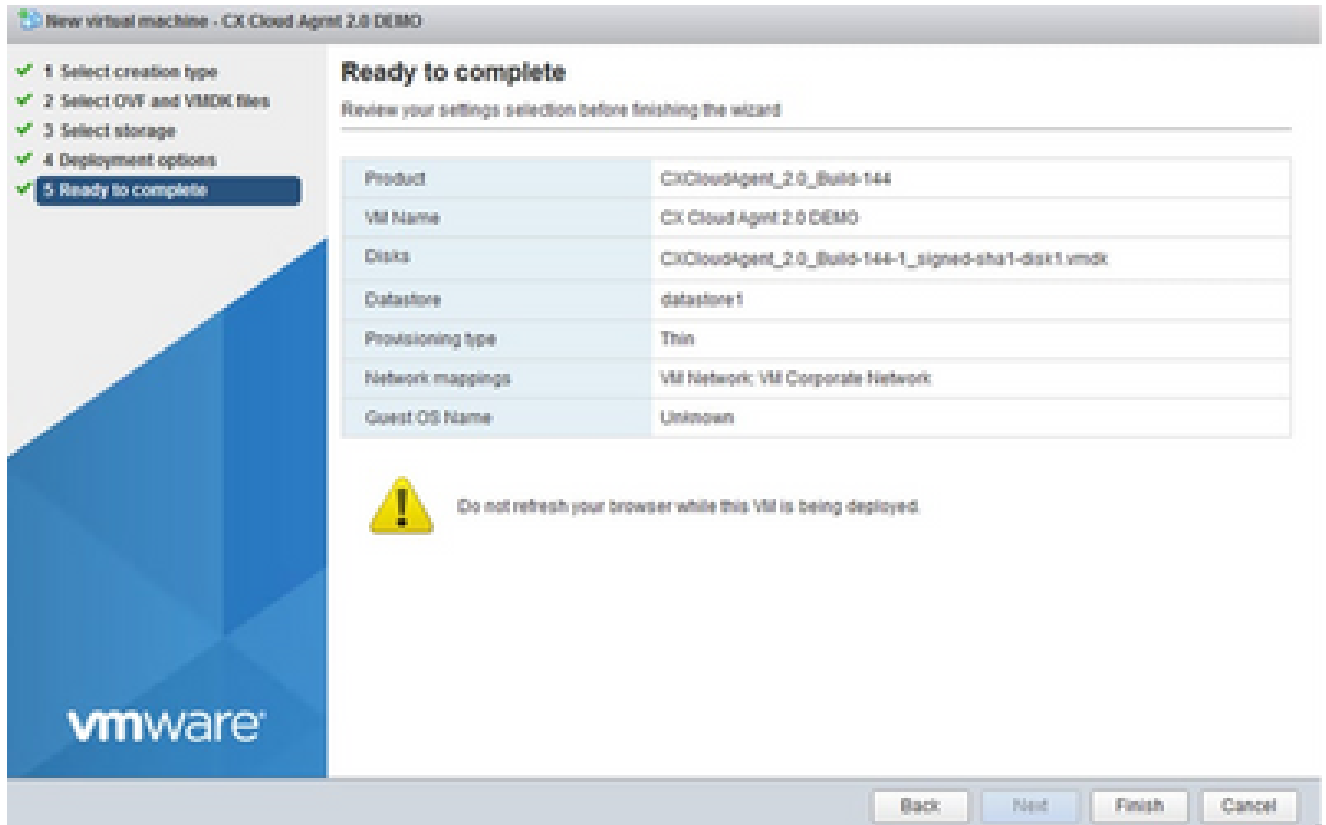 New virtual machine - CX Cloud Agrnt 2.0 DEMO
1 Select creation type
2 Select OVF and VMDK files
3 Select storage
4 Deployment options
5 Ready to complete
Ready to complete
Review your settings selection before finishing the wizard
Product CXCloudAgent_2.0_Build-144
VM Name CX Cloud Agrnt 2.0 DEMO
Disks CXCloudAgent_2.0_Build-144-1_signed-sha1-disk1.vmdk
Datastore datastore1
Provisioning type Thin
Network mappings VM Network: VM Corporate Network
Guest OS Name Unknown
Do not refresh your browser while this VM is being deployed.
vmware®
Back Next Finish Cancel